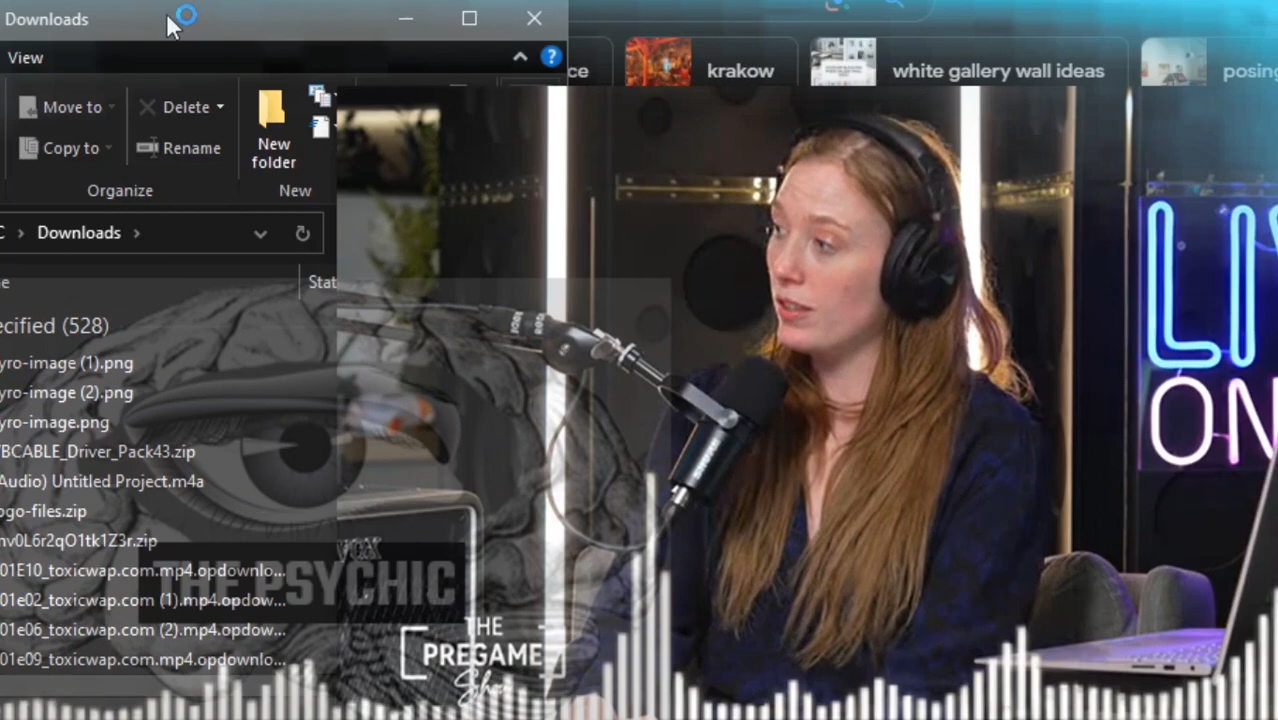 Downloads
View
Move to
Delete
Copy to
Rename
New
folder
Organize
New
Downloads
ecified (528)
yro-image (1).png
yro-image (2).png
yro-image.png
BCABLE_Driver_Pack43.zip
Audio) Untitled Project.m4a
ogo-files.zip
nv0L6r2qO1tk1Z3r.zip
01E10_toxicwap.com.mp4.opdownlo...
01e02_toxicwap.com (1).mp4.opdow...
01e06_toxicwap.com (2).mp4.opdow...
01e09_toxicwap.com.mp4.opdownlo...
Stat
ce
krakow
white gallery wall ideas
posing
VOX
THE PSYCHIC
THE
PREGAME
Show
LIV
ON